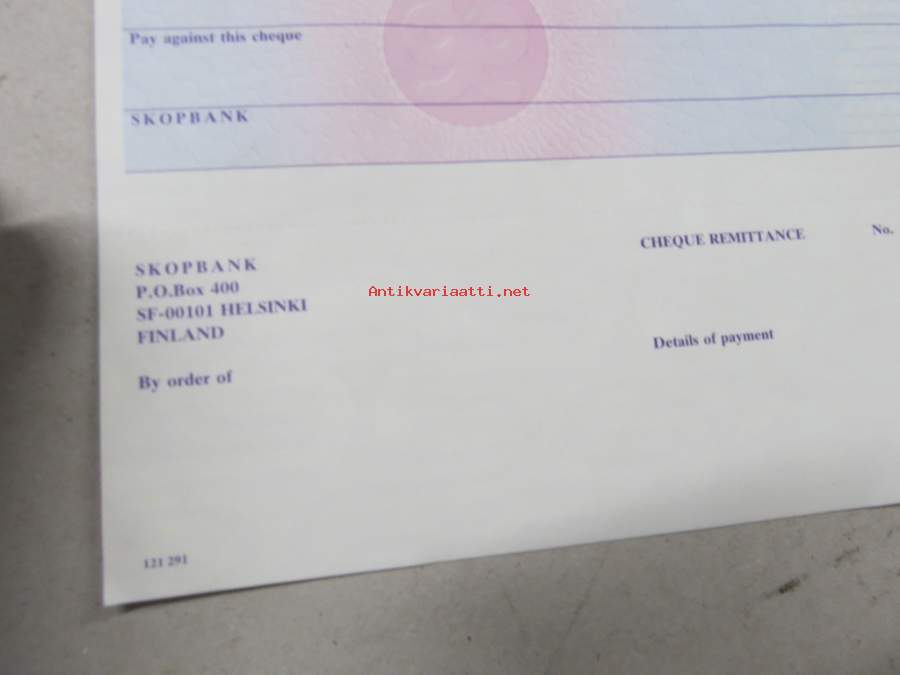 Pay against this cheque
SKOPBANK
CHEQUE REMITTANCE No.
SKOPBANK
P.O.Box 400
SF-00101 HELSINKI
FINLAND
Antikvariaatti.net
Details of payment
By order of
121 291